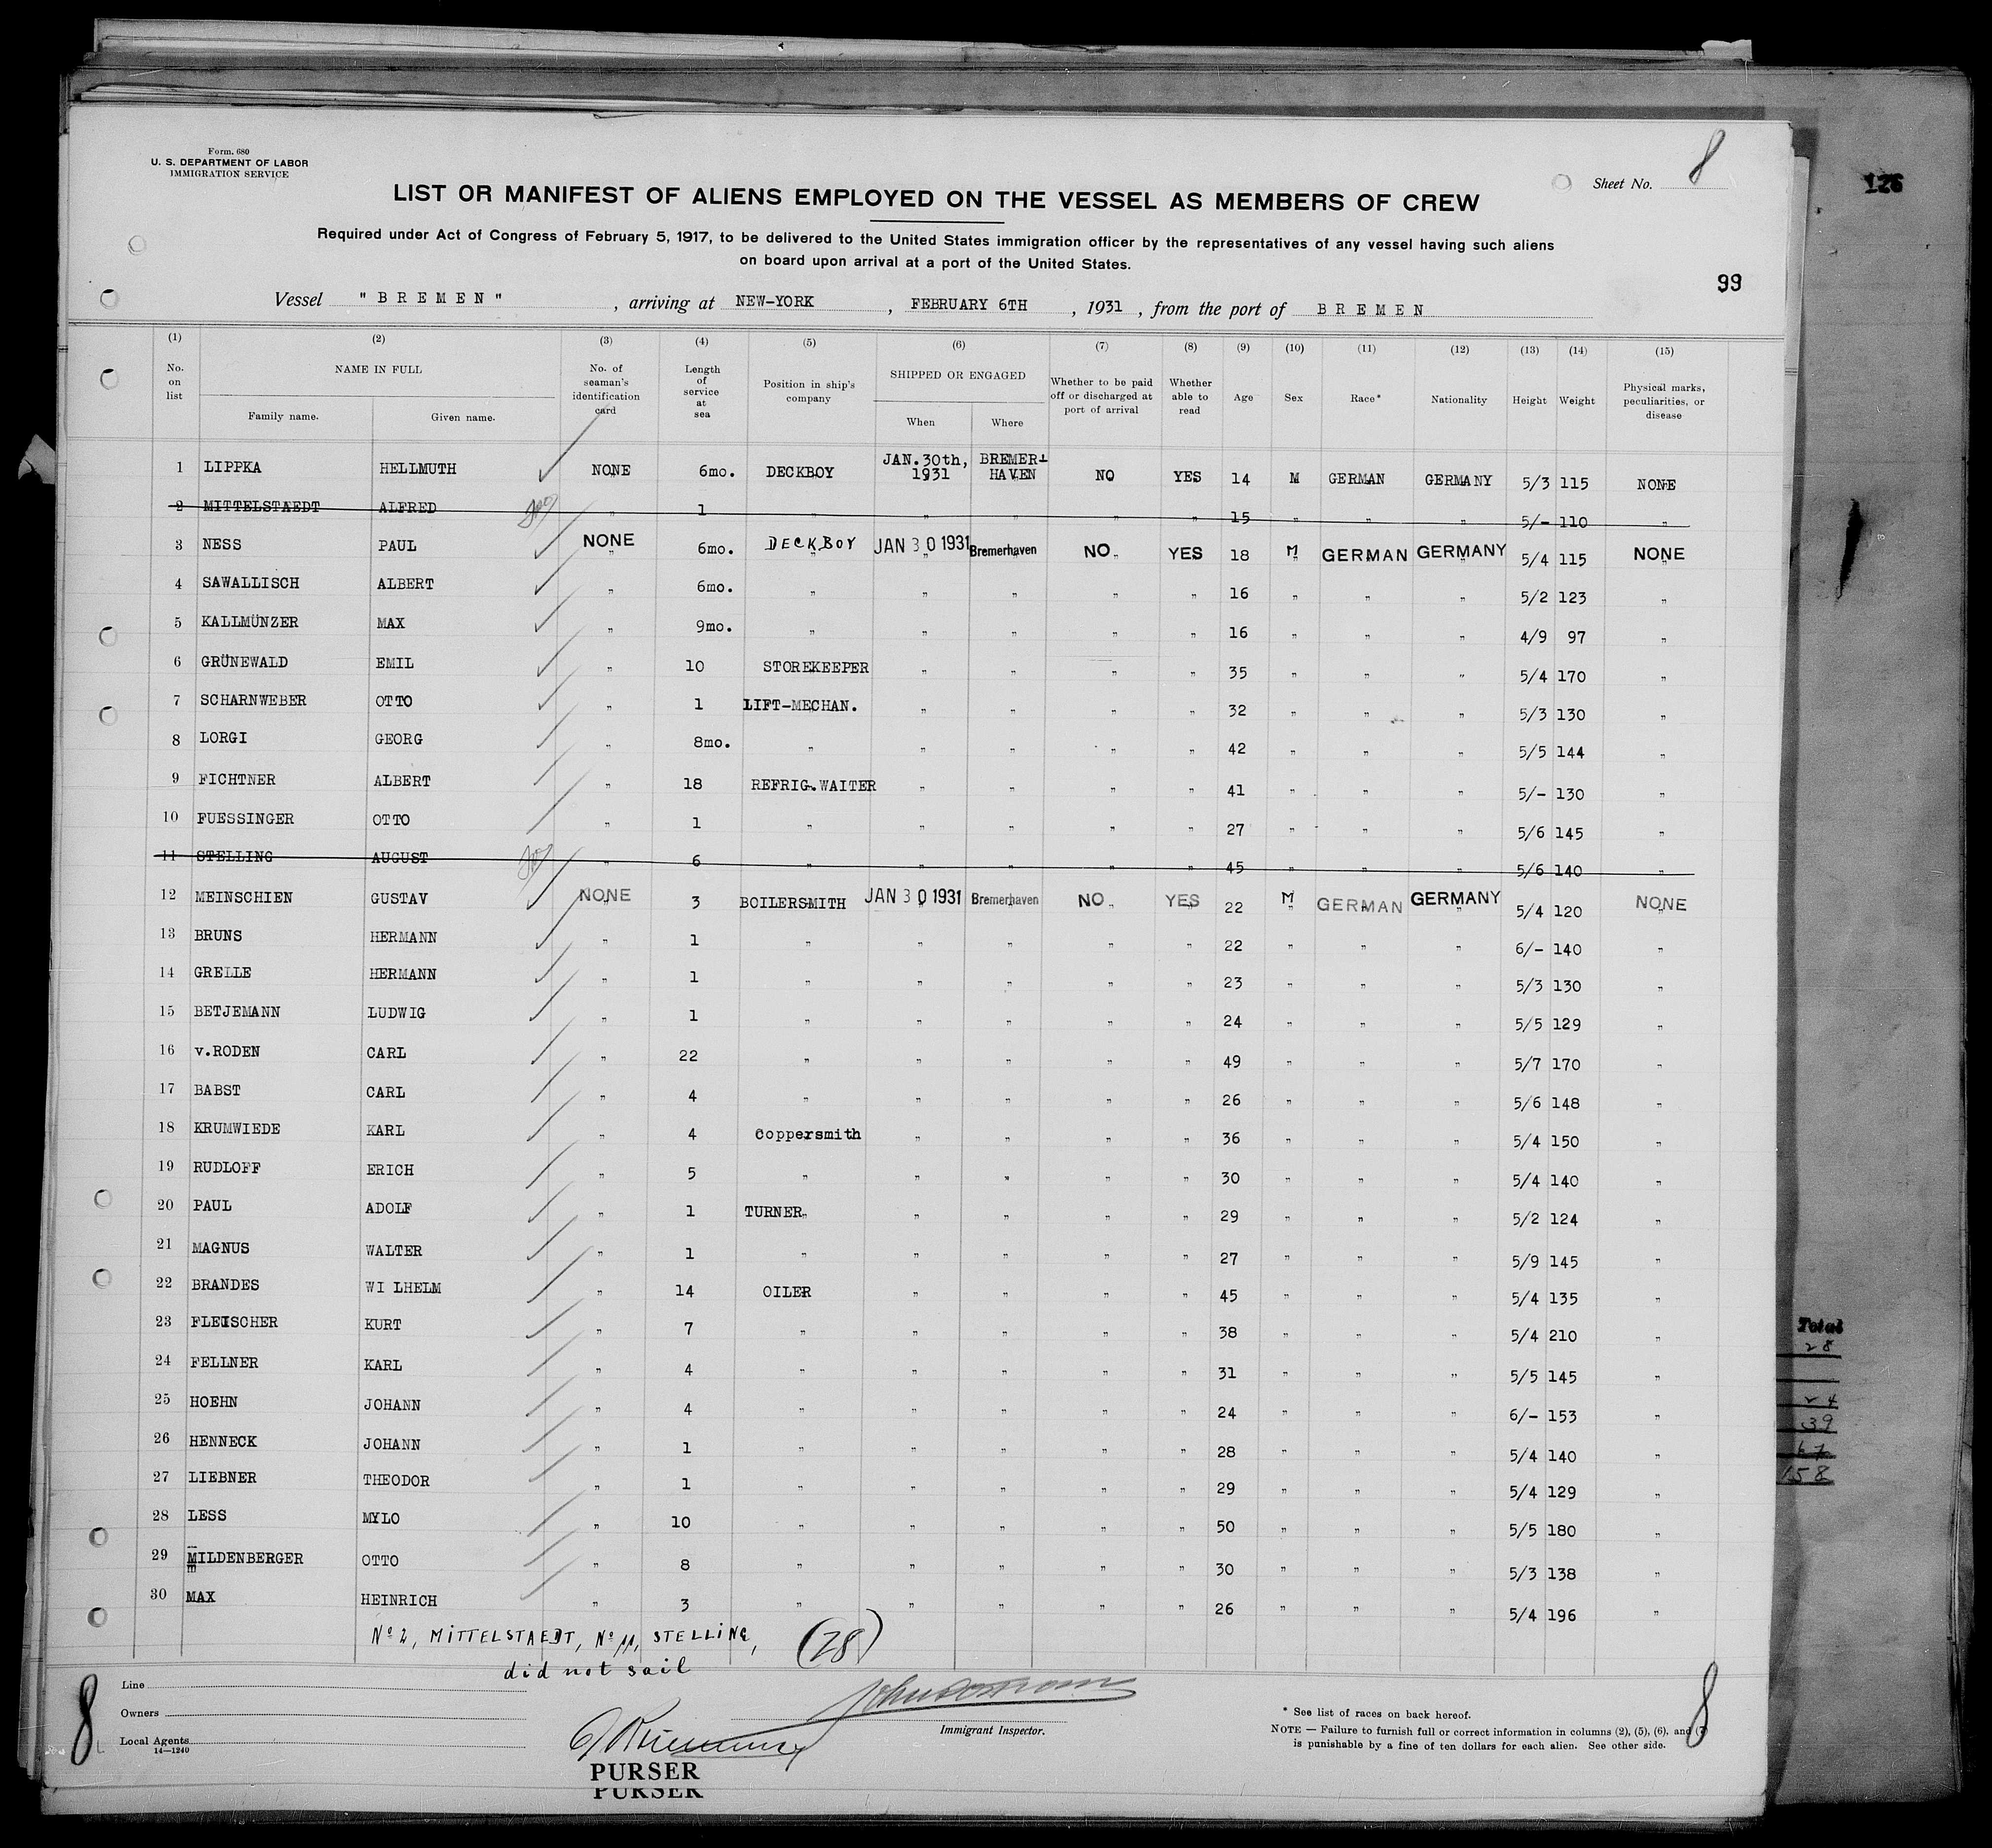 Form. 680
U. S. DEPARTMENT OF LABOR
IMMIGRATION SERVICE
Sheet No. 8
126
LIST OR MANIFEST OF ALIENS EMPLOYED ON THE VESSEL AS MEMBERS OF CREW
Required under Act of Congress of February 5, 1917, to be delivered to the United States immigration officer by the representatives of any vessel having such aliens
on board upon arrival at a port of the United States.
99
Vessel "BREMEN", arriving at NEW-YORK, FEBRUARY 6TH, 1931, from the port of BREMEN
(1) (2) (3) (4) (5) (6) (7) (8) (9) (10) (11) (12) (13) (14) (15)
No. on list NAME IN FULL Family name. Given name. No. of seaman's identification card Length of service at sea Position in ship's company SHIPPED OR ENGAGED When Where Whether to be paid off or discharged at port of arrival Whether able to read Age Sex Race* Nationality Height Weight Physical marks, peculiarities, or disease
1 LIPPKA HELLMUTH NONE 6mo. DECKBOY JAN.30th, 1931 BREMER-HAVEN NO YES 14 M GERMAN GERMANY 5/3 115 NONE
2 MITTELSTAEDT ALFRED " 1 " " " " " 15 " " " 5/- 110 "
3 NESS PAUL NONE 6mo. DECKBOY JAN 30 1931 Bremerhaven NO YES 18 M GERMAN GERMANY 5/4 115 NONE
4 SAWALLISCH ALBERT " 6mo. " " " " " 16 " " " 5/2 123 "
5 KALLMÜNZER MAX " 9mo. " " " " " 16 " " " 4/9 97 "
6 GRÜNEWALD EMIL " 10 STOREKEEPER " " " " 35 " " " 5/4 170 "
7 SCHARNWEBER OTTO " 1 LIFT-MECHAN. " " " " 32 " " " 5/3 130 "
8 LORGI GEORG " 8mo. " " " " " 42 " " " 5/5 144 "
9 FICHTNER ALBERT " 18 REFRIG.WAITER " " " " 41 " " " 5/- 130 "
10 FUESSINGER OTTO " 1 " " " " " 27 " " " 5/6 145 "
11 STELLING AUGUST " 6 " " " " " 45 " " " 5/6 140 "
12 MEINSCHIEN GUSTAV NONE 3 BOILERSMITH JAN 30 1931 Bremerhaven NO YES 22 M GERMAN GERMANY 5/4 120 NONE
13 BRUNS HERMANN " 1 " " " " " 22 " " " 6/- 140 "
14 GRELLE HERMANN " 1 " " " " " 23 " " " 5/3 130 "
15 BETJEMANN LUDWIG " 1 " " " " " 24 " " " 5/5 129 "
16 v.RODEN CARL " 22 " " " " " 49 " " " 5/7 170 "
17 BABST CARL " 4 " " " " " 26 " " " 5/6 148 "
18 KRUMWIEDE KARL " 4 Coppersmith " " " " 36 " " " 5/4 150 "
19 RUDLOFF ERICH " 5 " " " " " 30 " " " 5/4 140 "
20 PAUL ADOLF " 1 TURNER " " " " 29 " " " 5/2 124 "
21 MAGNUS WALTER " 1 " " " " " 27 " " " 5/9 145 "
22 BRANDES WI LHELM " 14 OILER " " " " 45 " " " 5/4 135 "
23 FLEISCHER KURT " 7 " " " " " 38 " " " 5/4 210 "
24 FELLNER KARL " 4 " " " " " 31 " " " 5/5 145 "
25 HOEHN JOHANN " 4 " " " " " 24 " " " 6/- 153 "
26 HENNECK JOHANN " 1 " " " " " 28 " " " 5/4 140 "
27 LIEBNER THEODOR " 1 " " " " " 29 " " " 5/4 129 "
28 LESS MYLO " 10 " " " " " 50 " " " 5/5 180 "
29 MILDENBERGER OTTO " 8 " " " " " 30 " " " 5/3 138 "
30 MAX HEINRICH " 3 " " " " " 26 " " " 5/4 196 "
Total
28
24
39
67
158
No 2, MITTELSTAEDT, No 11, STELLING, (28)
did not sail
8
Line
Owners
Local Agents
14—1240
Immigrant Inspector.
PURSER
PURSER
* See list of races on back hereof.
NOTE — Failure to furnish full or correct information in columns (2), (5), (6), and (7)
is punishable by a fine of ten dollars for each alien. See other side.
8